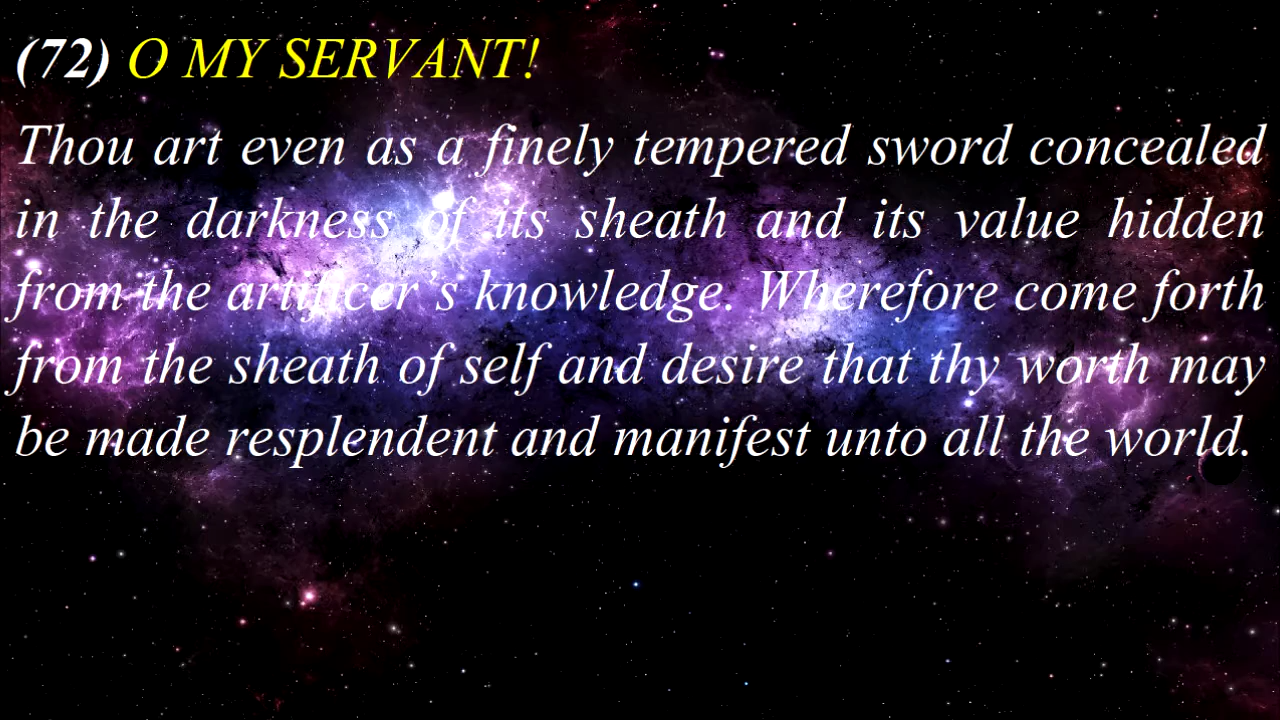 (72) O MY SERVANT!
Thou art even as a finely tempered sword concealed
in the darkness of its sheath and its value hidden
from the artificer’s knowledge. Wherefore come forth
from the sheath of self and desire that thy worth may
be made resplendent and manifest unto all the world.